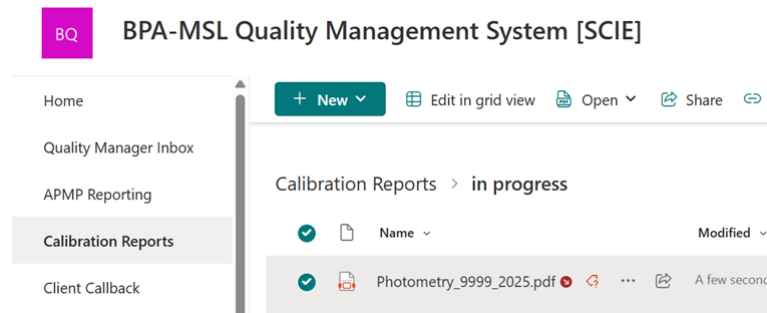 BQ BPA-MSL Quality Management System [SCIE]
Home
Quality Manager Inbox
APMP Reporting
Calibration Reports
Client Callback
+ New Edit in grid view Open Share
Calibration Reports > in progress
Name Modified
Photometry_9999_2025.pdf ... A few second